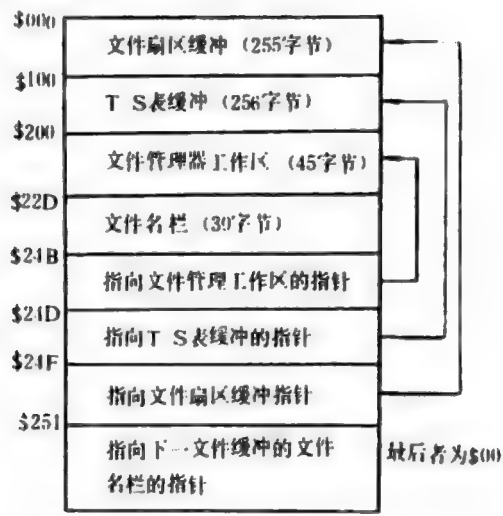 $000
文件扇区缓冲 (255字节)
$100
T S表缓冲 (256字节)
$200
文件管理器工作区 (45字节)
$22D
文件名栏 (30字节)
$24B
指向文件管理工作区的指针
$24D
指向T S表缓冲的指针
$24F
指向文件扇区缓冲指针
$251
指向下一文件缓冲的文件
名栏的指针
最后者为$00